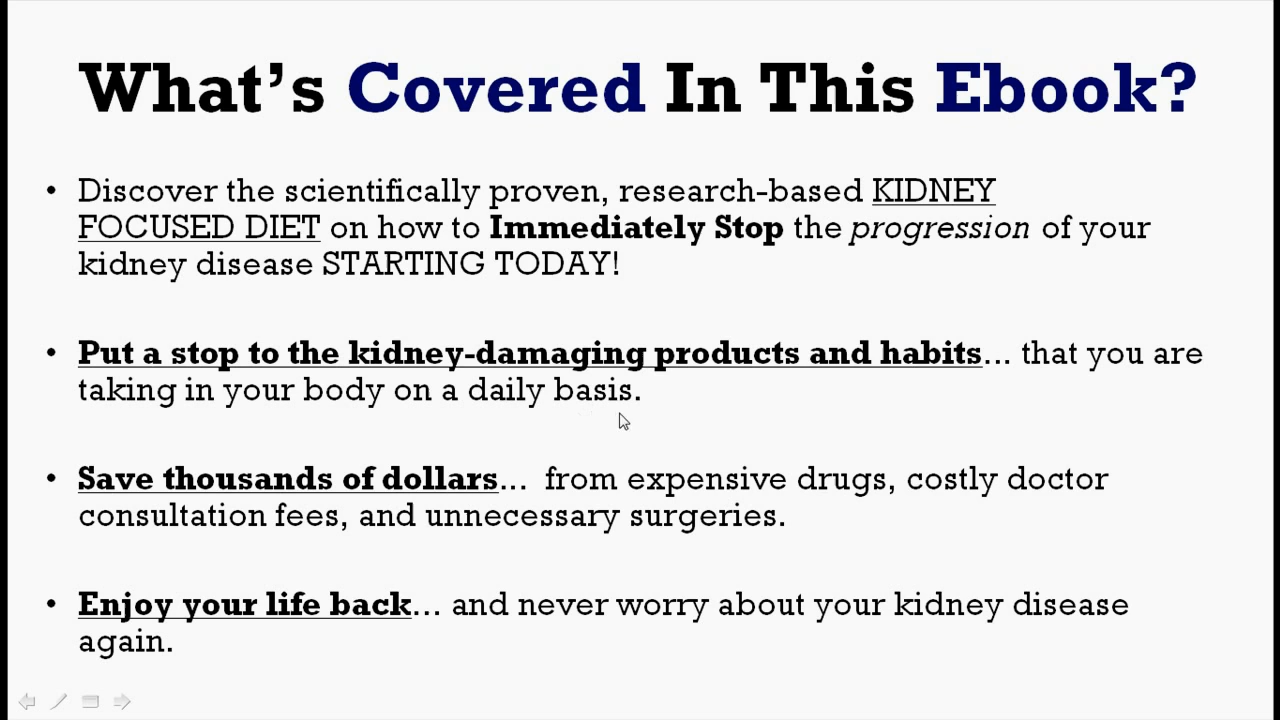 What's Covered In This Ebook?
• Discover the scientifically proven, research-based KIDNEY
FOCUSED DIET on how to Immediately Stop the progression of your
kidney disease STARTING TODAY!
• Put a stop to the kidney-damaging products and habits... that you are
taking in your body on a daily basis.
• Save thousands of dollars... from expensive drugs, costly doctor
consultation fees, and unnecessary surgeries.
• Enjoy your life back... and never worry about your kidney disease
again.